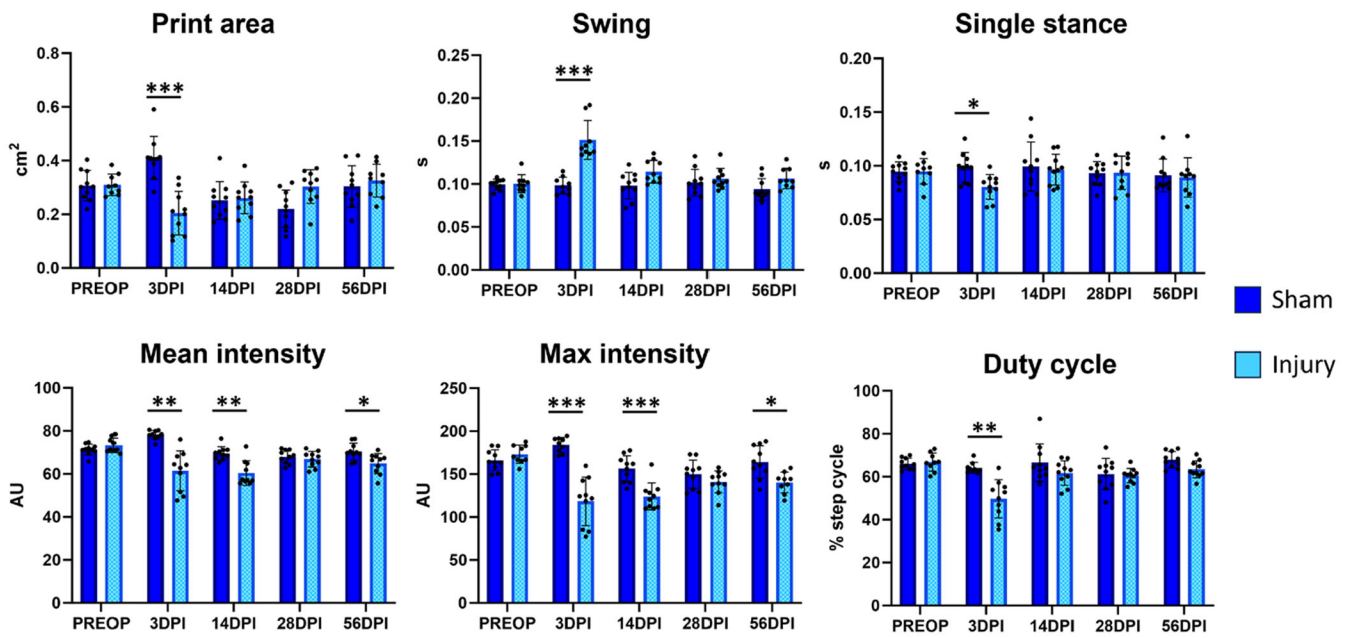 Print area
0.8
0.6
0.4
0.2
0.0
cm2
***
PREOP 3DPI 14DPI 28DPI 56DPI
Swing
0.25
0.20
0.15
0.10
0.05
0.00
s
***
PREOP 3DPI 14DPI 28DPI 56DPI
Single stance
0.20
0.15
0.10
0.05
0.00
s
*
PREOP 3DPI 14DPI 28DPI 56DPI
Sham
Injury
Mean intensity
100
80
60
40
20
0
AU
** ** *
PREOP 3DPI 14DPI 28DPI 56DPI
Max intensity
250
200
150
100
50
0
AU
*** *** *
PREOP 3DPI 14DPI 28DPI 56DPI
Duty cycle
100
80
60
40
20
0
% step cycle
**
PREOP 3DPI 14DPI 28DPI 56DPI